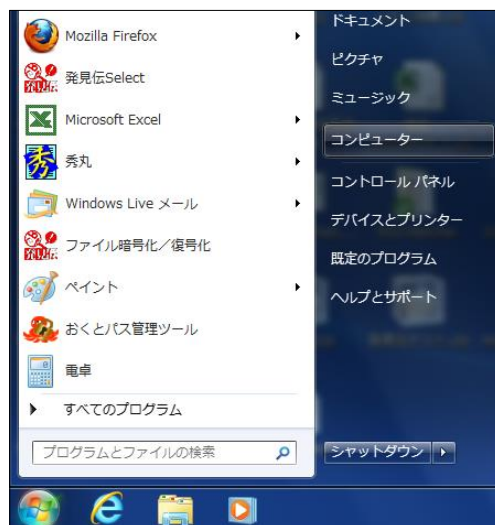 Mozilla Firefox
発見伝Select
Microsoft Excel
秀丸
Windows Live メール
ファイル暗号化／復号化
ペイント
おくとパス管理ツール
電卓
すべてのプログラム
プログラムとファイルの検索
ドキュメント
ピクチャ
ミュージック
コンピューター
コントロール パネル
デバイスとプリンター
既定のプログラム
ヘルプとサポート
シャットダウン